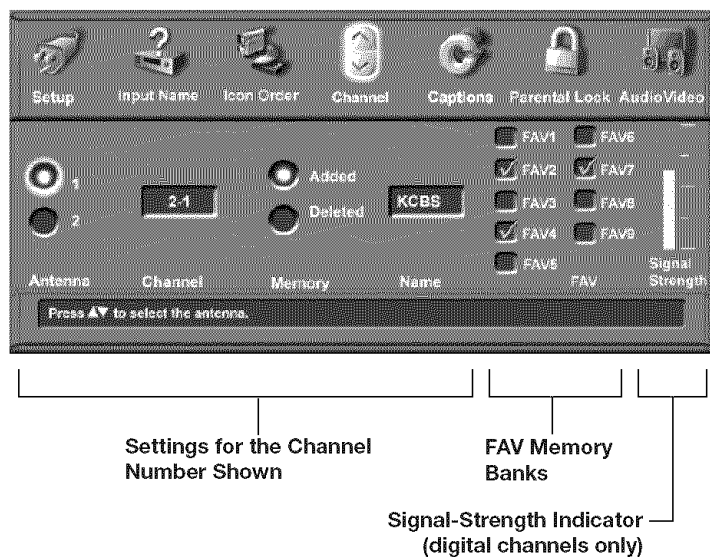 Setup Input Name Icon Order Channel Captions Parental Lock AudioVideo
1
2
Antenna
2-1
Channel
Added
Deleted
Memory
KCBS
Name
FAV1 FAV6
FAV2 FAV7
FAV3 FAV8
FAV4 FAV9
FAV5
FAV
Signal
Strength
Press ▲▼ to select the antenna.
Settings for the Channel
Number Shown
FAV Memory
Banks
Signal-Strength Indicator
(digital channels only)